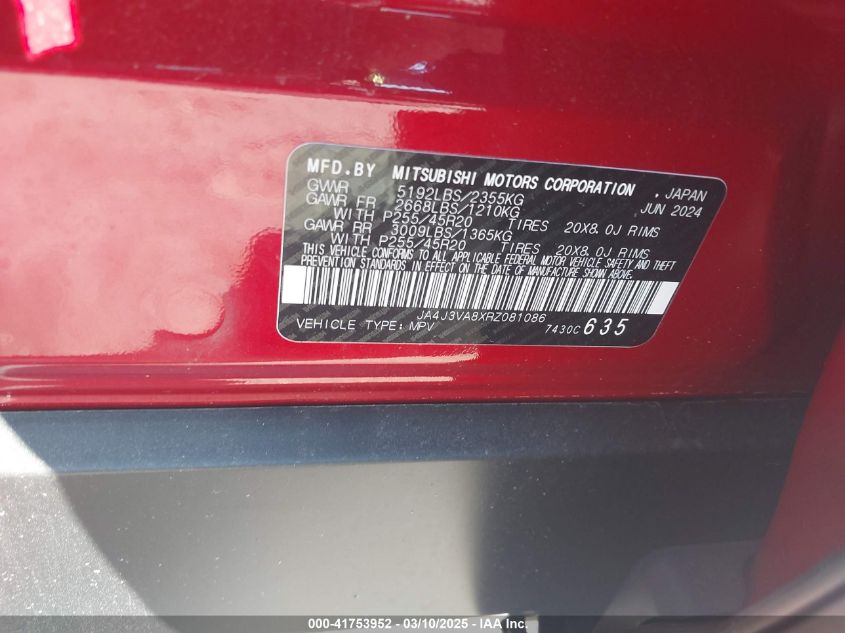 MFD.BY MITSUBISHI MOTORS CORPORATION , JAPAN
GVWR 5192LBS/2355KG JUN 2024
GAWR FR 2668LBS/1210KG
WITH P255/45R20 TIRES 20X8.0J RIMS
GAWR RR 3009LBS/1365KG
WITH P255/45R20 TIRES 20X8.0J RIMS
THIS VEHICLE CONFORMS TO ALL APPLICABLE FEDERAL MOTOR VEHICLE SAFETY AND THEFT
PREVENTION STANDARDS IN EFFECT ON THE DATE OF MANUFACTURE SHOWN ABOVE.
JA4J3VA8XRZ081086
VEHICLE TYPE: MPV 7430C 635
000-41753952 — 03/10/2025 — IAA, Inc.